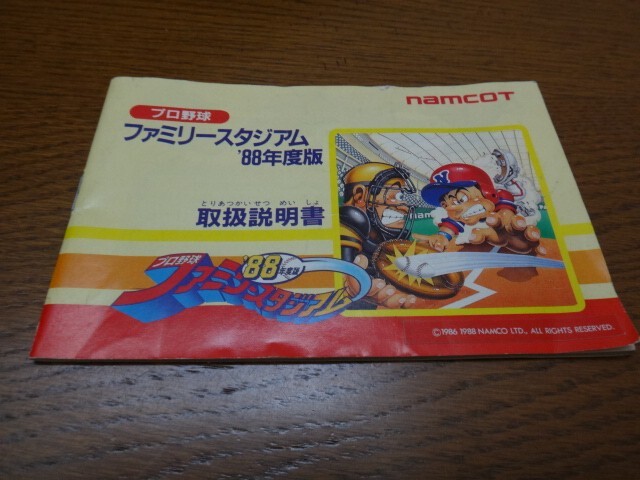 プロ野球
ファミリースタジアム
'88年度版
namcoT
とりあつかいせつ めい しょ
取扱説明書
プロ野球
'88年度版
ファミリースタジアム
N
©1986 1988 NAMCO LTD., ALL RIGHTS RESERVED.